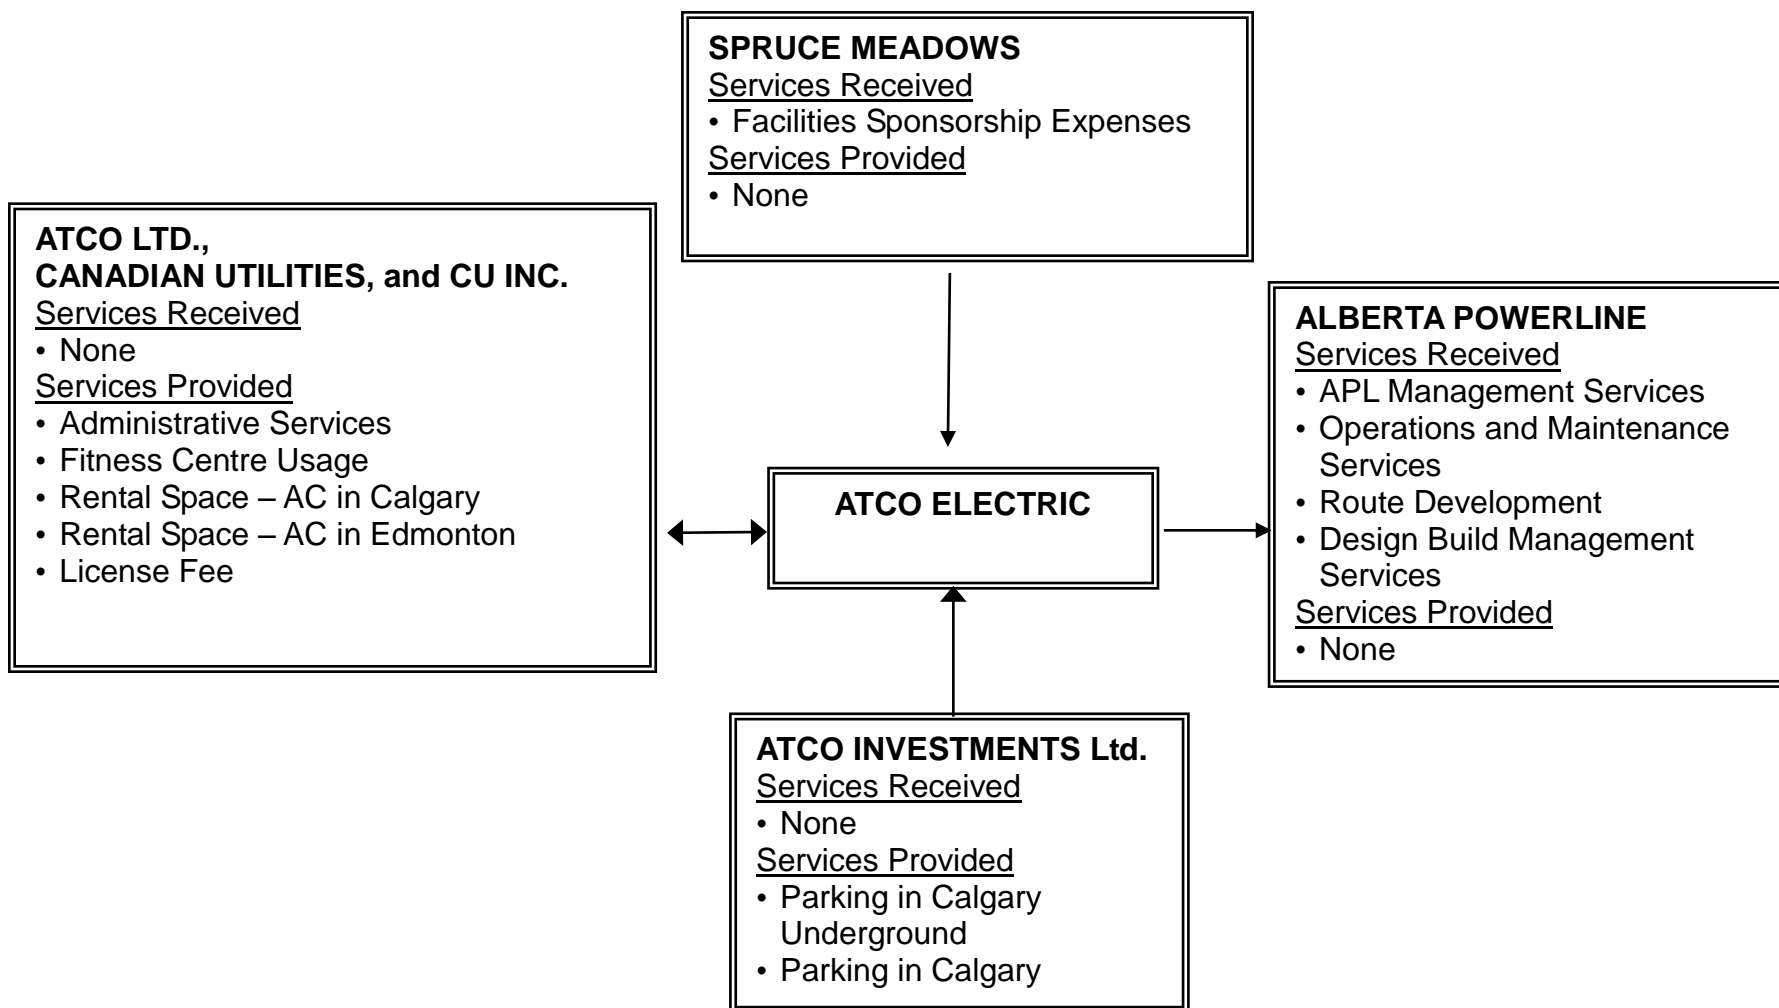 SPRUCE MEADOWS
Services Received
• Facilities Sponsorship Expenses
Services Provided
• None
ATCO LTD.,
CANADIAN UTILITIES, and CU INC.
Services Received
• None
Services Provided
• Administrative Services
• Fitness Centre Usage
• Rental Space – AC in Calgary
• Rental Space – AC in Edmonton
• License Fee
ATCO ELECTRIC
ALBERTA POWERLINE
Services Received
• APL Management Services
• Operations and Maintenance
Services
• Route Development
• Design Build Management
Services
Services Provided
• None
ATCO INVESTMENTS Ltd.
Services Received
• None
Services Provided
• Parking in Calgary
Underground
• Parking in Calgary